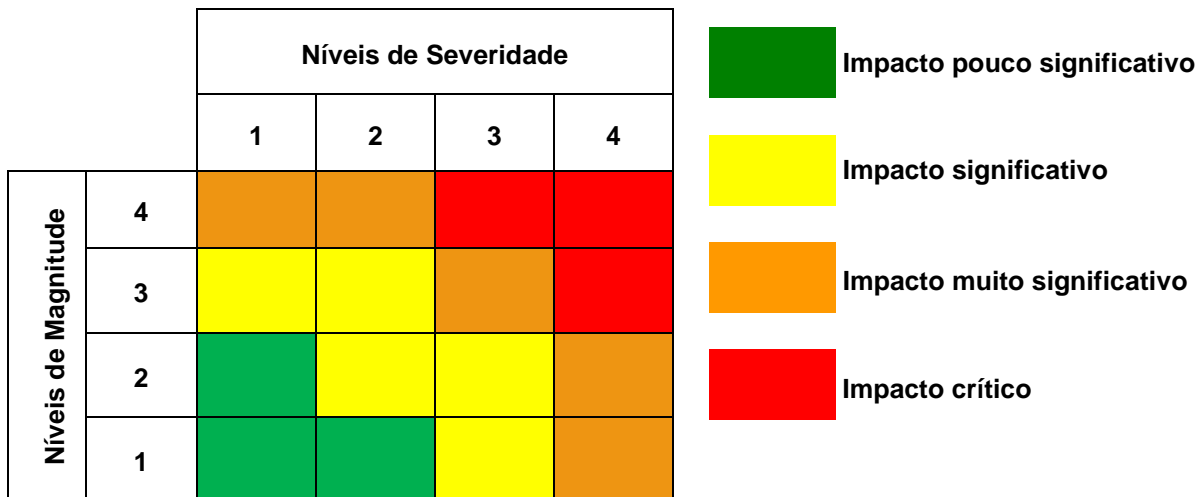 Níveis de Severidade
1 2 3 4
Níveis de Magnitude
4
3
2
1
Impacto pouco significativo
Impacto significativo
Impacto muito significativo
Impacto crítico